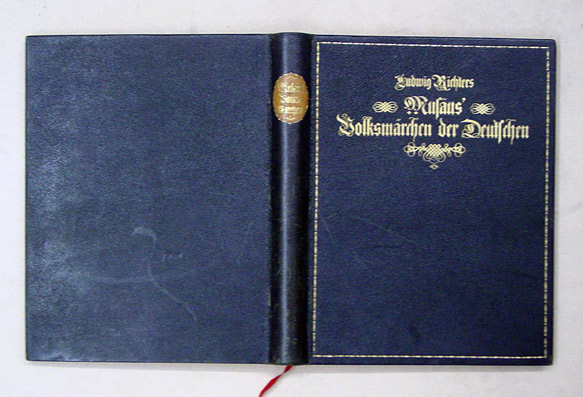 Ludwig Richters
Musäus'
Volksmärchen der Deutschen